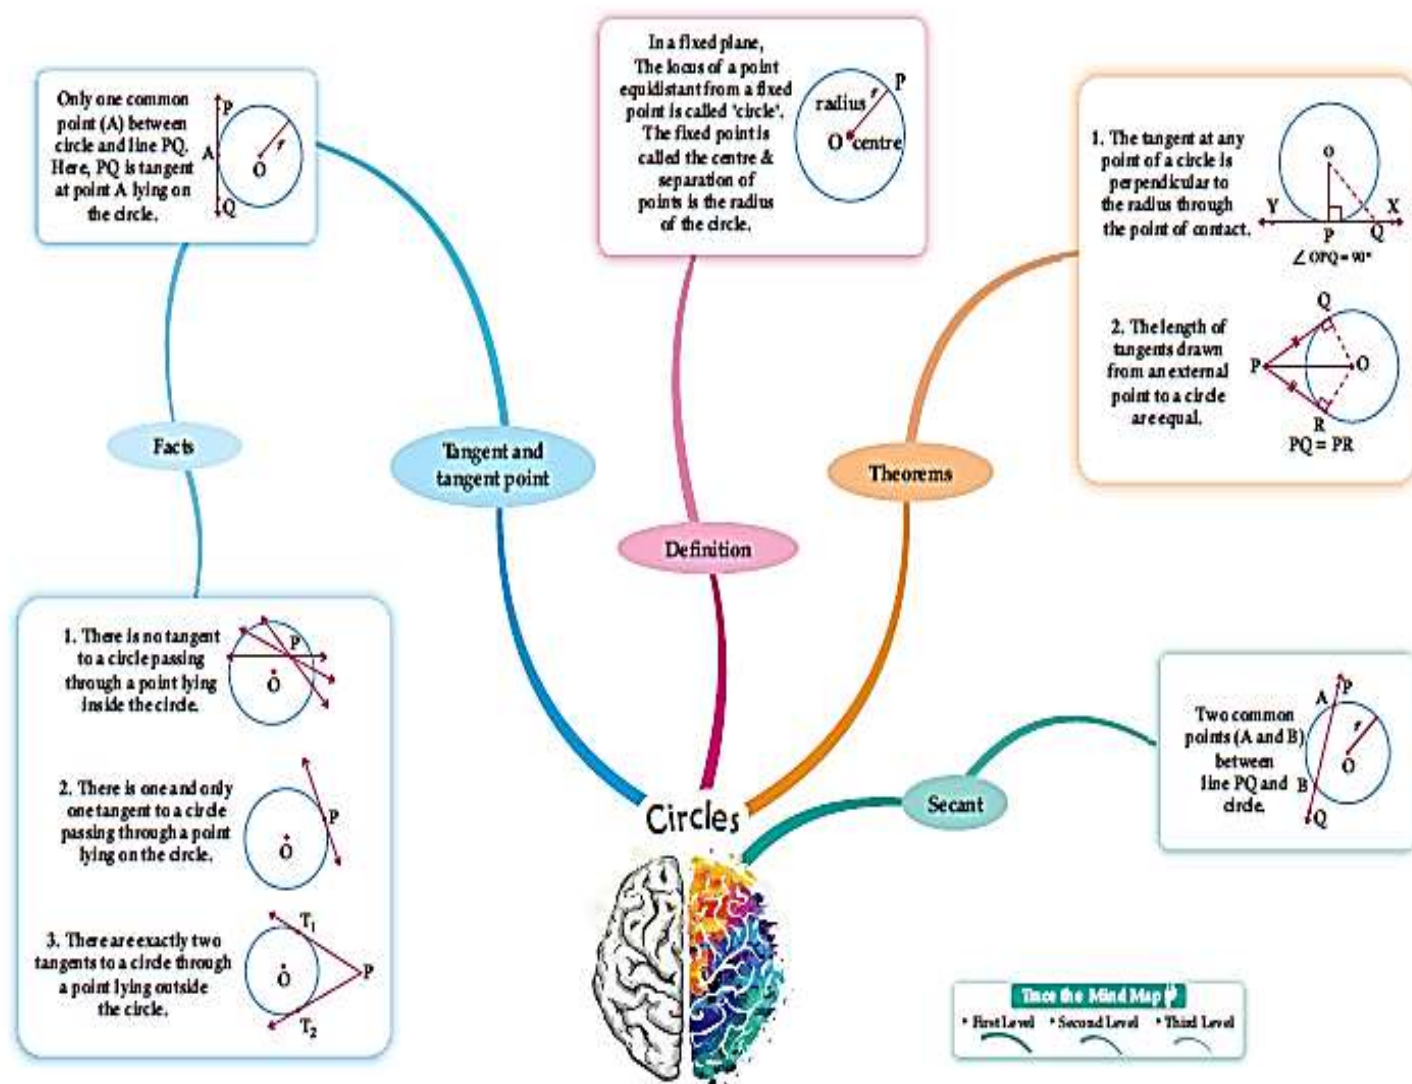 Only one common
point (A) between
circle and line PQ.
Here, PQ is tangent
at point A lying on
the circle.
P
A
Q
O
r
In a fixed plane,
The locus of a point
equidistant from a fixed
point is called 'circle'.
The fixed point is
called the centre &
separation of
points is the radius
of the circle.
radius r
P
O centre
1. The tangent at any
point of a circle is
perpendicular to
the radius through
the point of contact.
O
Y
X
P
Q
∠OPQ = 90°
2. The length of
tangents drawn
from an external
point to a circle
are equal.
Q
P
O
R
PQ = PR
Facts
Tangent and
tangent point
Definition
Theorems
1. There is no tangent
to a circle passing
through a point lying
inside the circle.
P
O
2. There is one and only
one tangent to a circle
passing through a point
lying on the circle.
P
O
3. There are exactly two
tangents to a circle through
a point lying outside
the circle.
T1
O
P
T2
Circles
Secant
Two common
points (A and B)
between
line PQ and
circle.
A
P
r
O
B
Q
Trace the Mind Map
• First Level • Second Level • Third Level